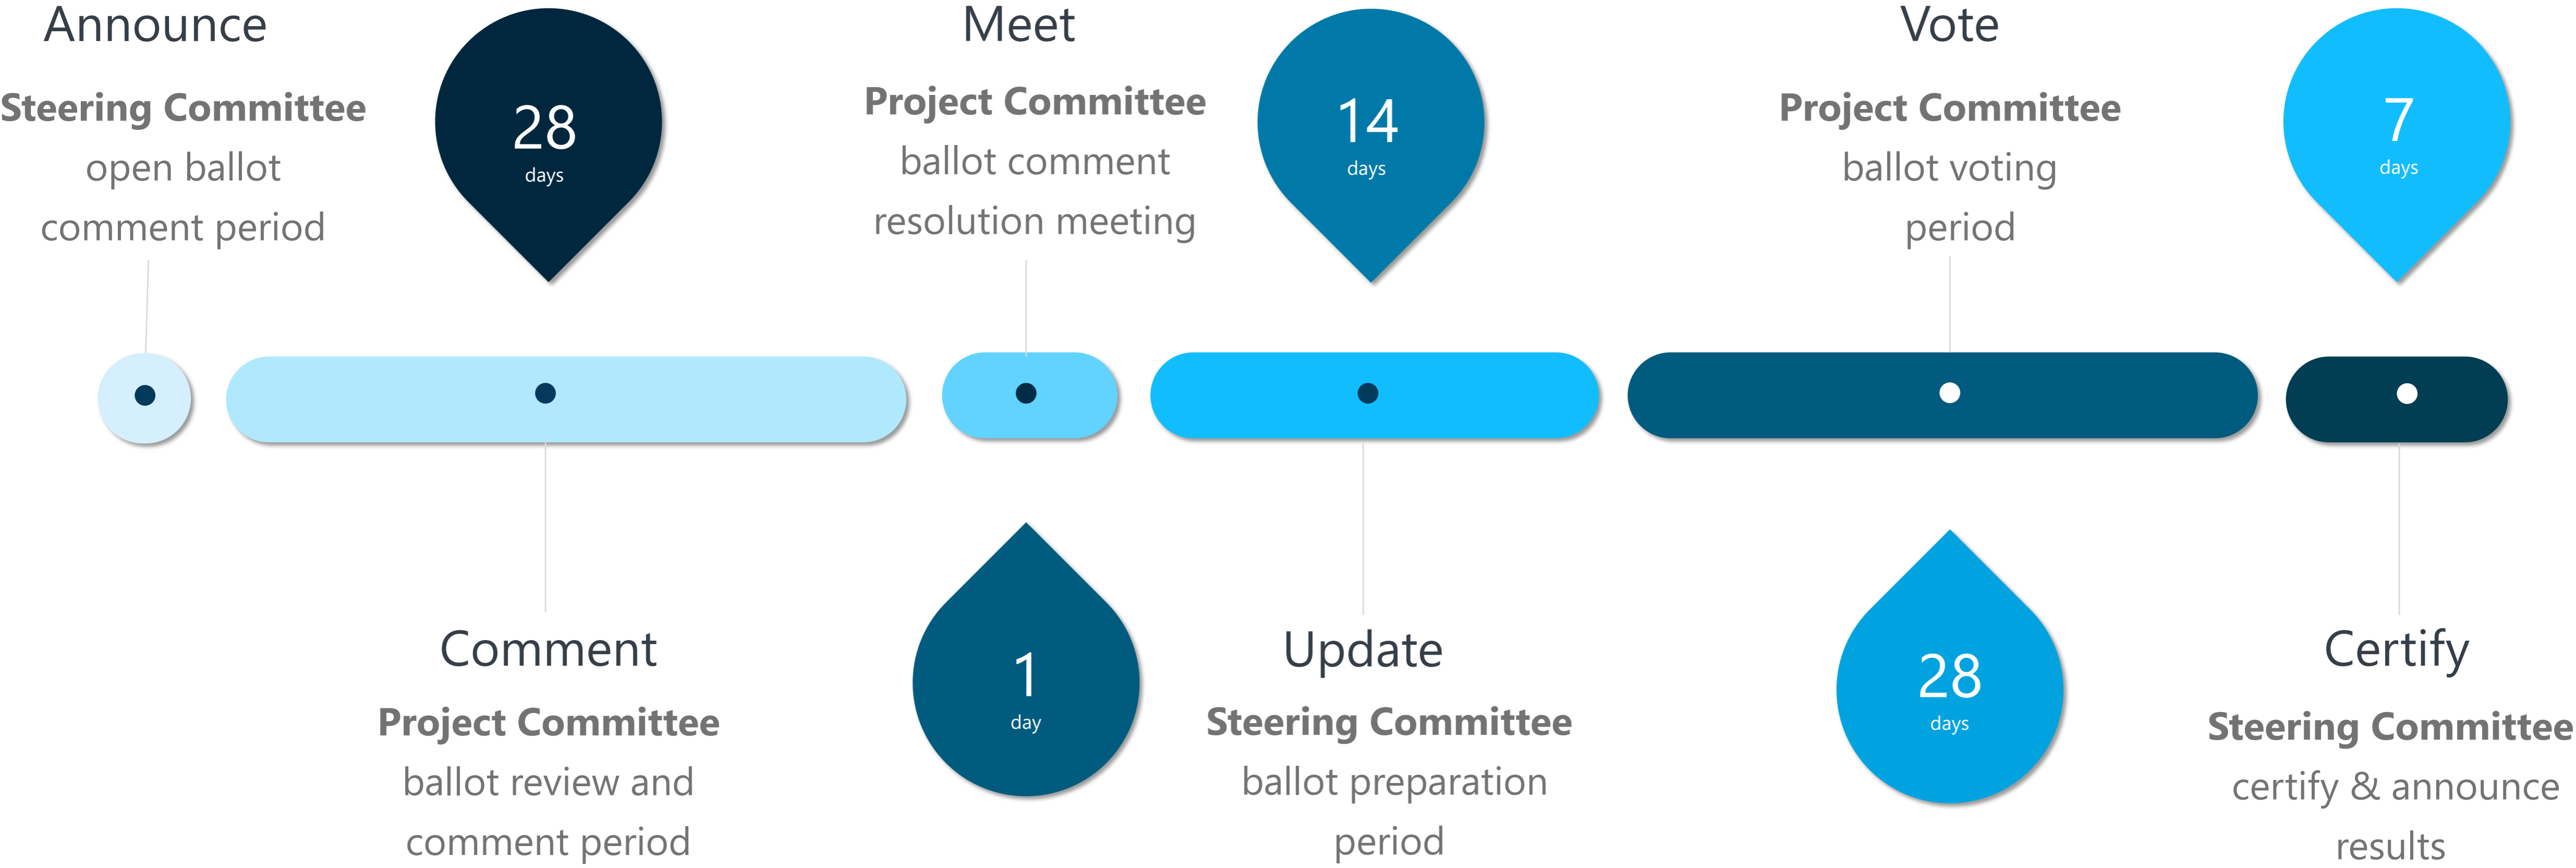 Announce
Steering Committee
open ballot
comment period
28
days
Meet
Project Committee
ballot comment
resolution meeting
14
days
Vote
Project Committee
ballot voting
period
7
days
Comment
Project Committee
ballot review and
comment period
1
day
Update
Steering Committee
ballot preparation
period
28
days
Certify
Steering Committee
certify & announce
results